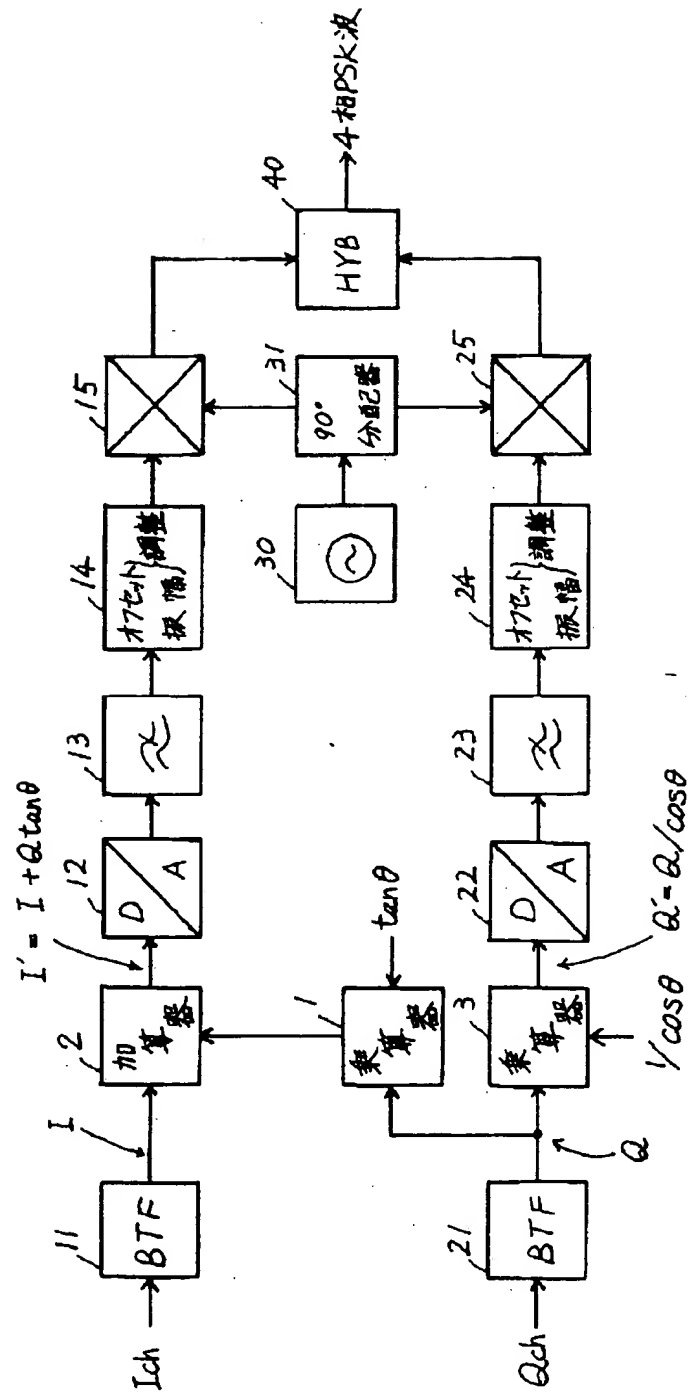 Ich
11
BTF
I
2
加算器
I′ = I + Q tanθ
12
D
A
13
14
オフセット
振幅
調整
15
40
HYB
4相PSK波
30
31
90°
分配器
1
乗算器
tanθ
Qch
21
BTF
Q
3
乗算器
1/cosθ
Q′ = Q/cosθ
22
D
A
23
24
オフセット
振幅
調整
25